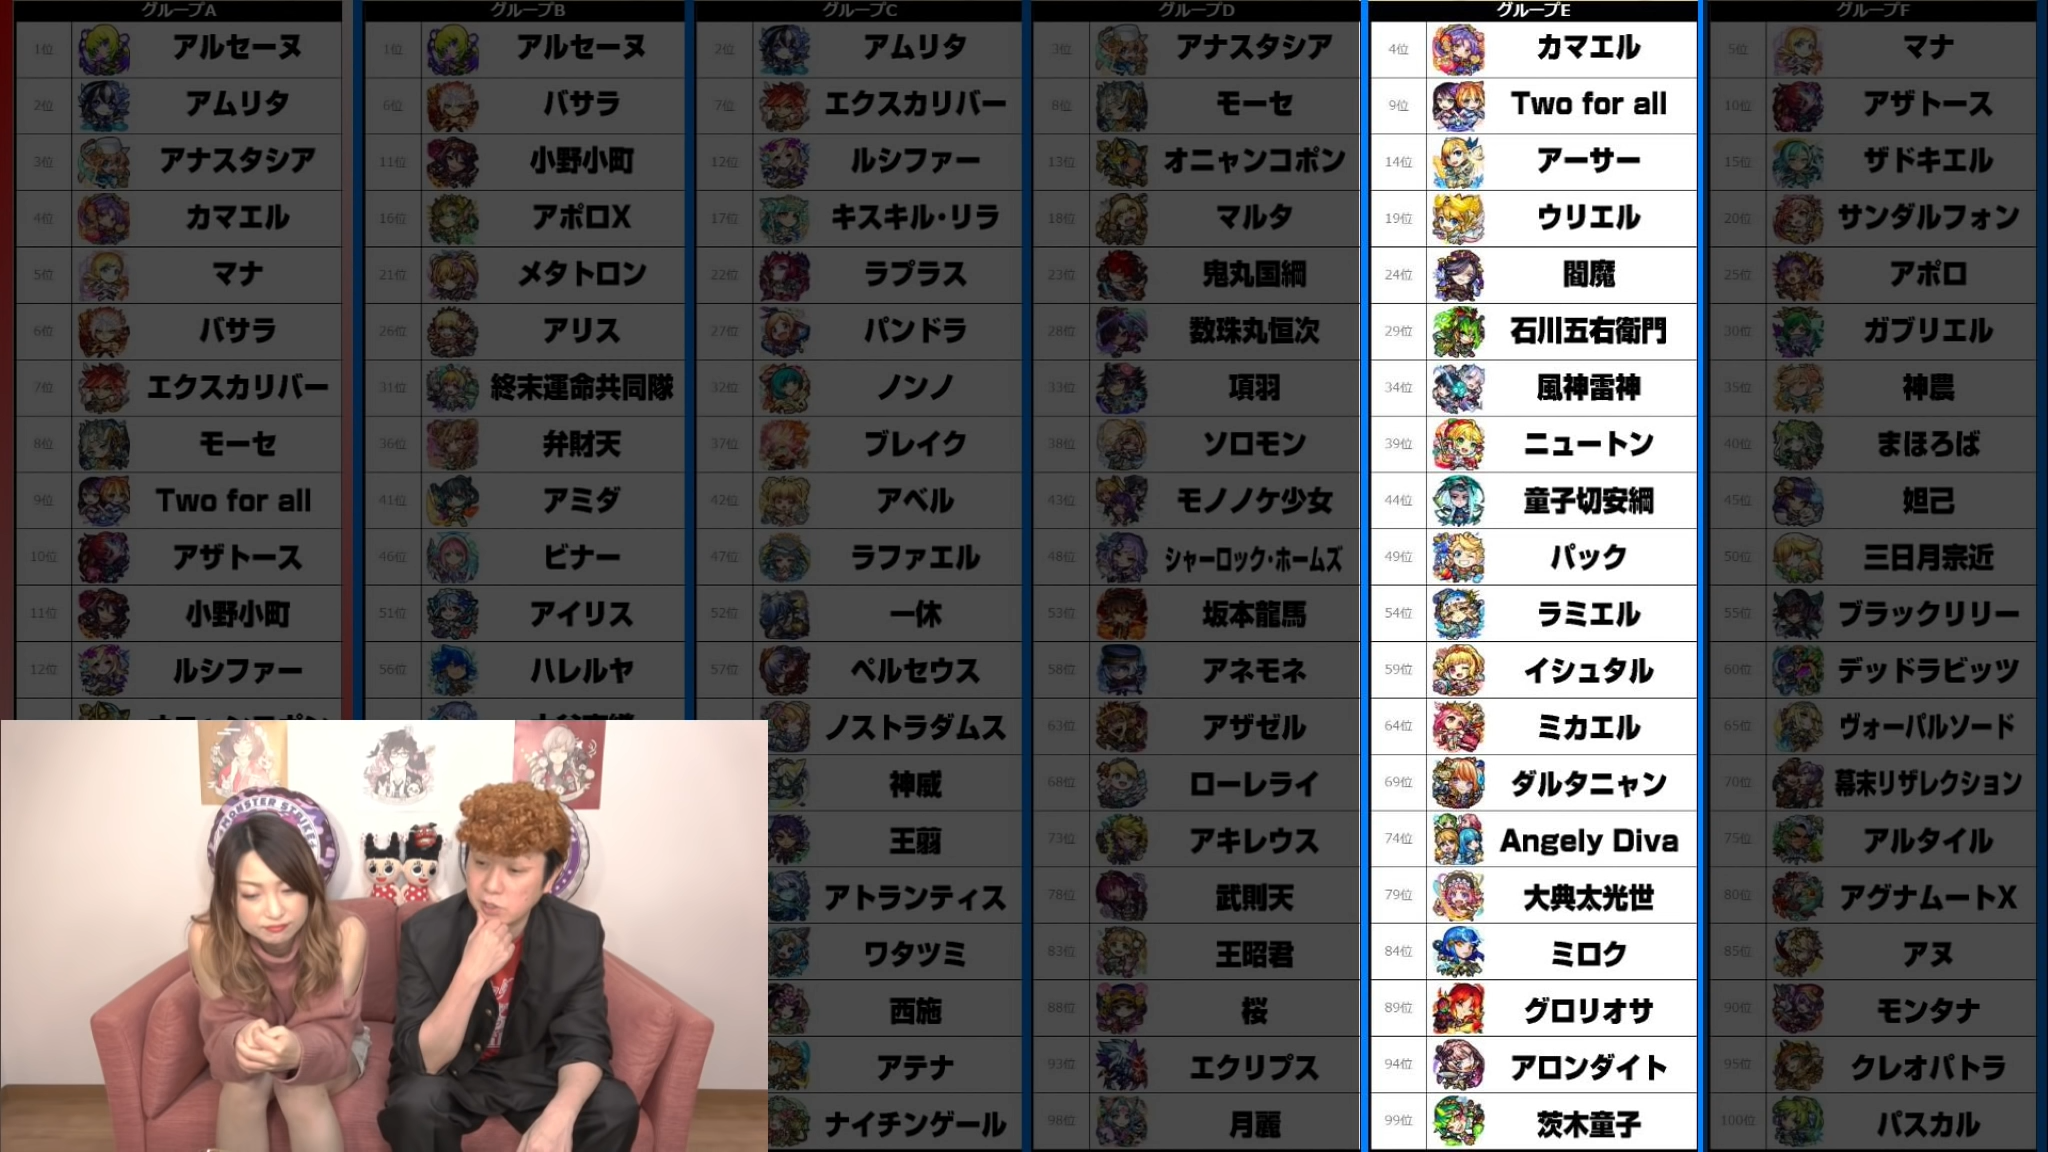 グループA
1位 アルセーヌ
2位 アムリタ
3位 アナスタシア
4位 カマエル
5位 マナ
6位 バサラ
7位 エクスカリバー
8位 モーセ
9位 Two for all
10位 アザトース
11位 小野小町
12位 ルシファー
グループB
1位 アルセーヌ
6位 バサラ
11位 小野小町
16位 アポロX
21位 メタトロン
26位 アリス
31位 終末運命共同隊
36位 弁財天
41位 アミダ
46位 ビナー
51位 アイリス
56位 ハレルヤ
グループC
2位 アムリタ
7位 エクスカリバー
12位 ルシファー
17位 キスキル・リラ
22位 ラプラス
27位 パンドラ
32位 ノンノ
37位 ブレイク
42位 アベル
47位 ラファエル
52位 一休
57位 ペルセウス
ノストラダムス
神威
王翦
アトランティス
ワタツミ
西施
アテナ
ナイチンゲール
グループD
3位 アナスタシア
8位 モーセ
13位 オニャンコポン
18位 マルタ
23位 鬼丸国綱
28位 数珠丸恒次
33位 項羽
38位 ソロモン
43位 モノノケ少女
48位 シャーロック・ホームズ
53位 坂本龍馬
58位 アネモネ
63位 アザゼル
68位 ローレライ
73位 アキレウス
78位 武則天
83位 王昭君
88位 桜
93位 エクリプス
98位 月麗
グループE
4位 カマエル
9位 Two for all
14位 アーサー
19位 ウリエル
24位 閻魔
29位 石川五右衛門
34位 風神雷神
39位 ニュートン
44位 童子切安綱
49位 パック
54位 ラミエル
59位 イシュタル
64位 ミカエル
69位 ダルタニャン
74位 Angely Diva
79位 大典太光世
84位 ミロク
89位 グロリオサ
94位 アロンダイト
99位 茨木童子
グループF
5位 マナ
10位 アザトース
15位 ザドキエル
20位 サンダルフォン
25位 アポロ
30位 ガブリエル
35位 神農
40位 まほろば
45位 妲己
50位 三日月宗近
55位 ブラックリリー
60位 デッドラビッツ
65位 ヴォーパルソード
70位 幕末リザレクション
75位 アルタイル
80位 アグナムートX
85位 アヌ
90位 モンタナ
95位 クレオパトラ
100位 パスカル
MONSTER STRIKE